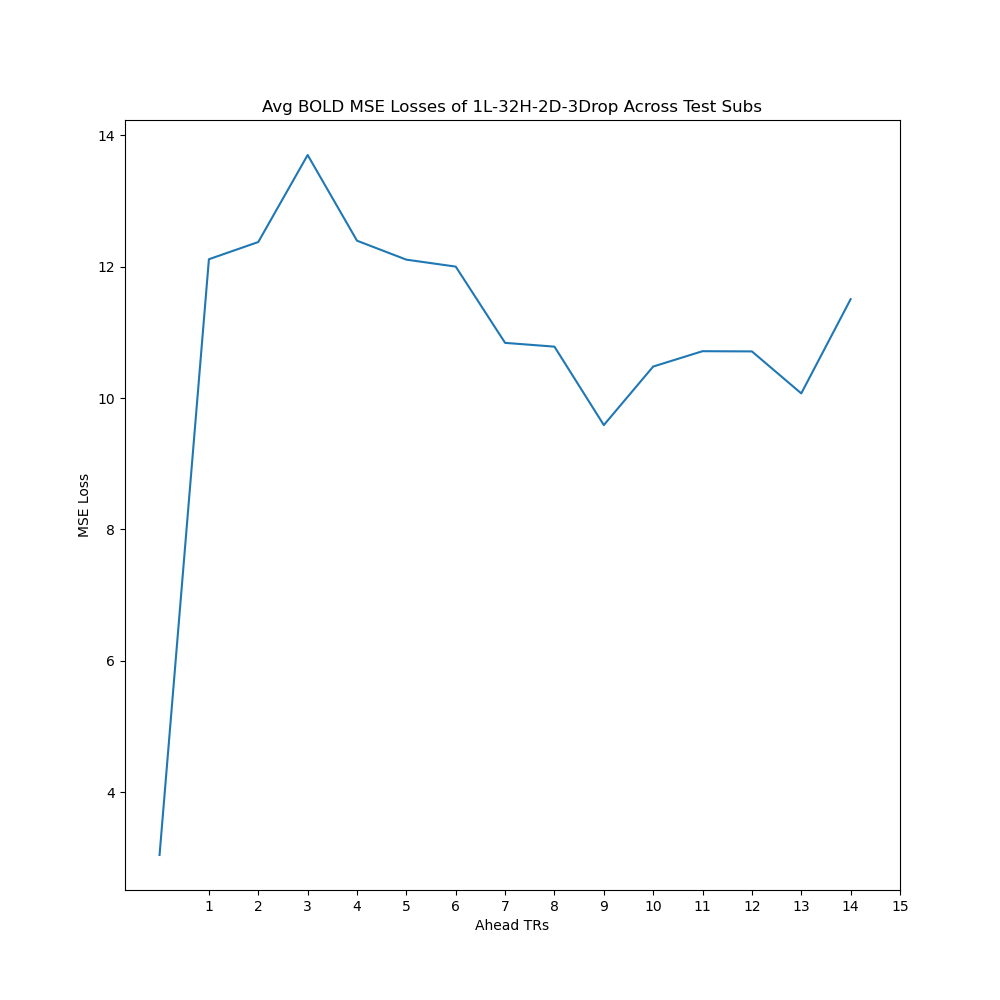 Avg BOLD MSE Losses of 1L-32H-2D-3Drop Across Test Subs
14
12
10
8
6
4
MSE Loss
1 2 3 4 5 6 7 8 9 10 11 12 13 14 15
Ahead TRs